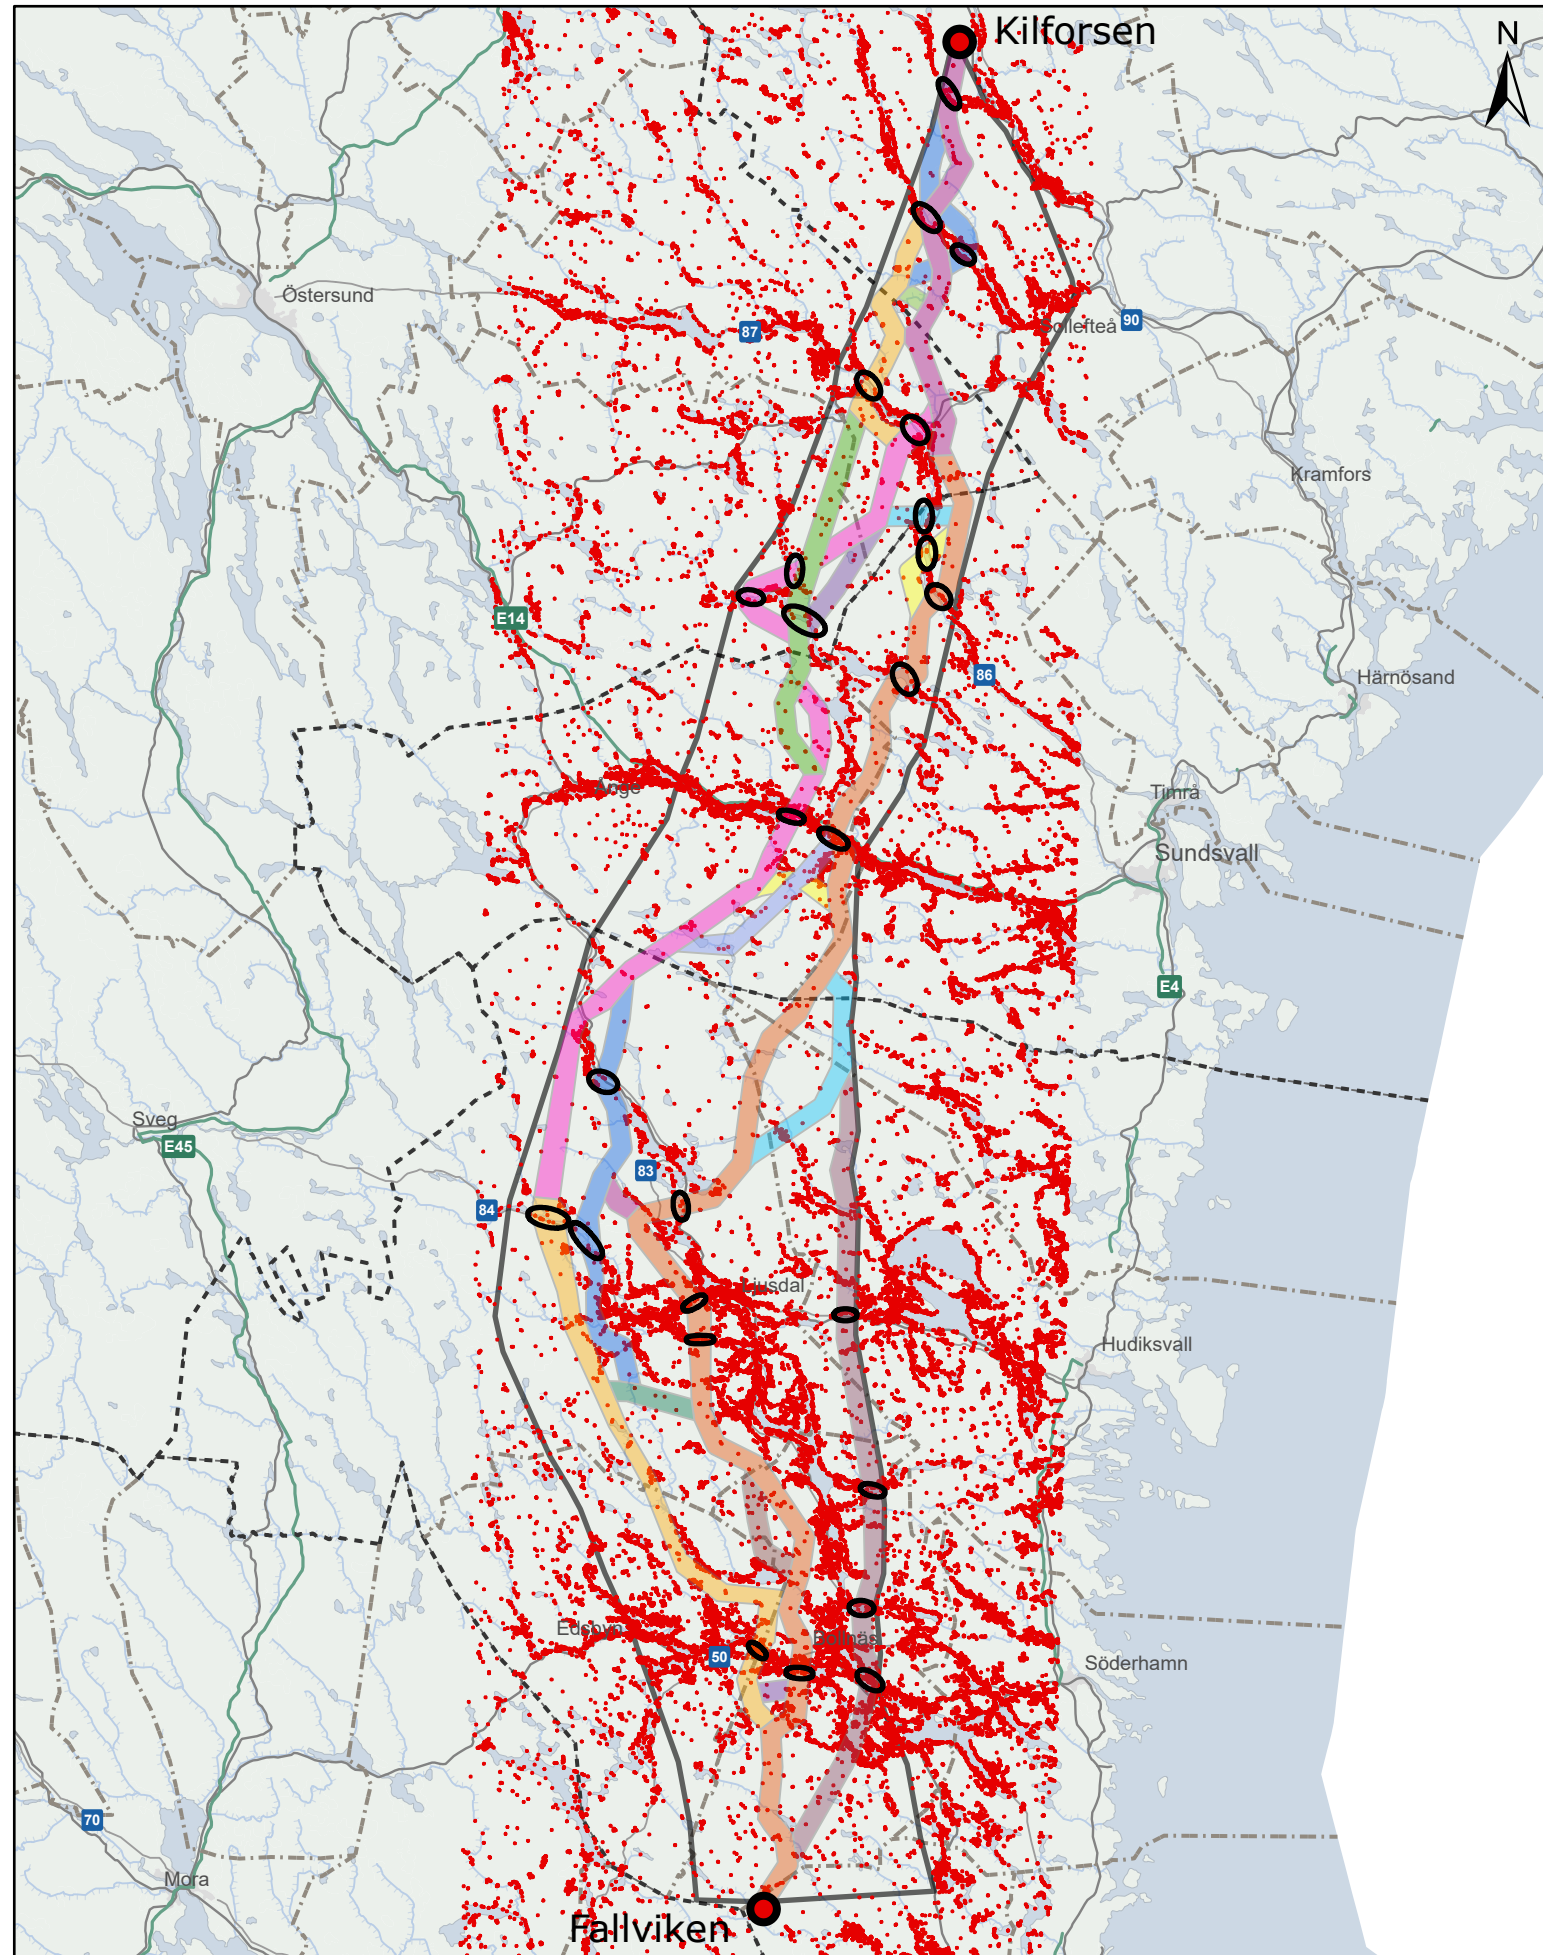 Kilforsen
N
Östersund
87
Sollefteå
90
Kramfors
E14
86
Härnösand
Ånge
Timrå
Sundsvall
E4
Sveg
E45
83
84
Ljusdal
Hudiksvall
Edsbyn
50
Bollnäs
Söderhamn
70
Mora
Fallviken